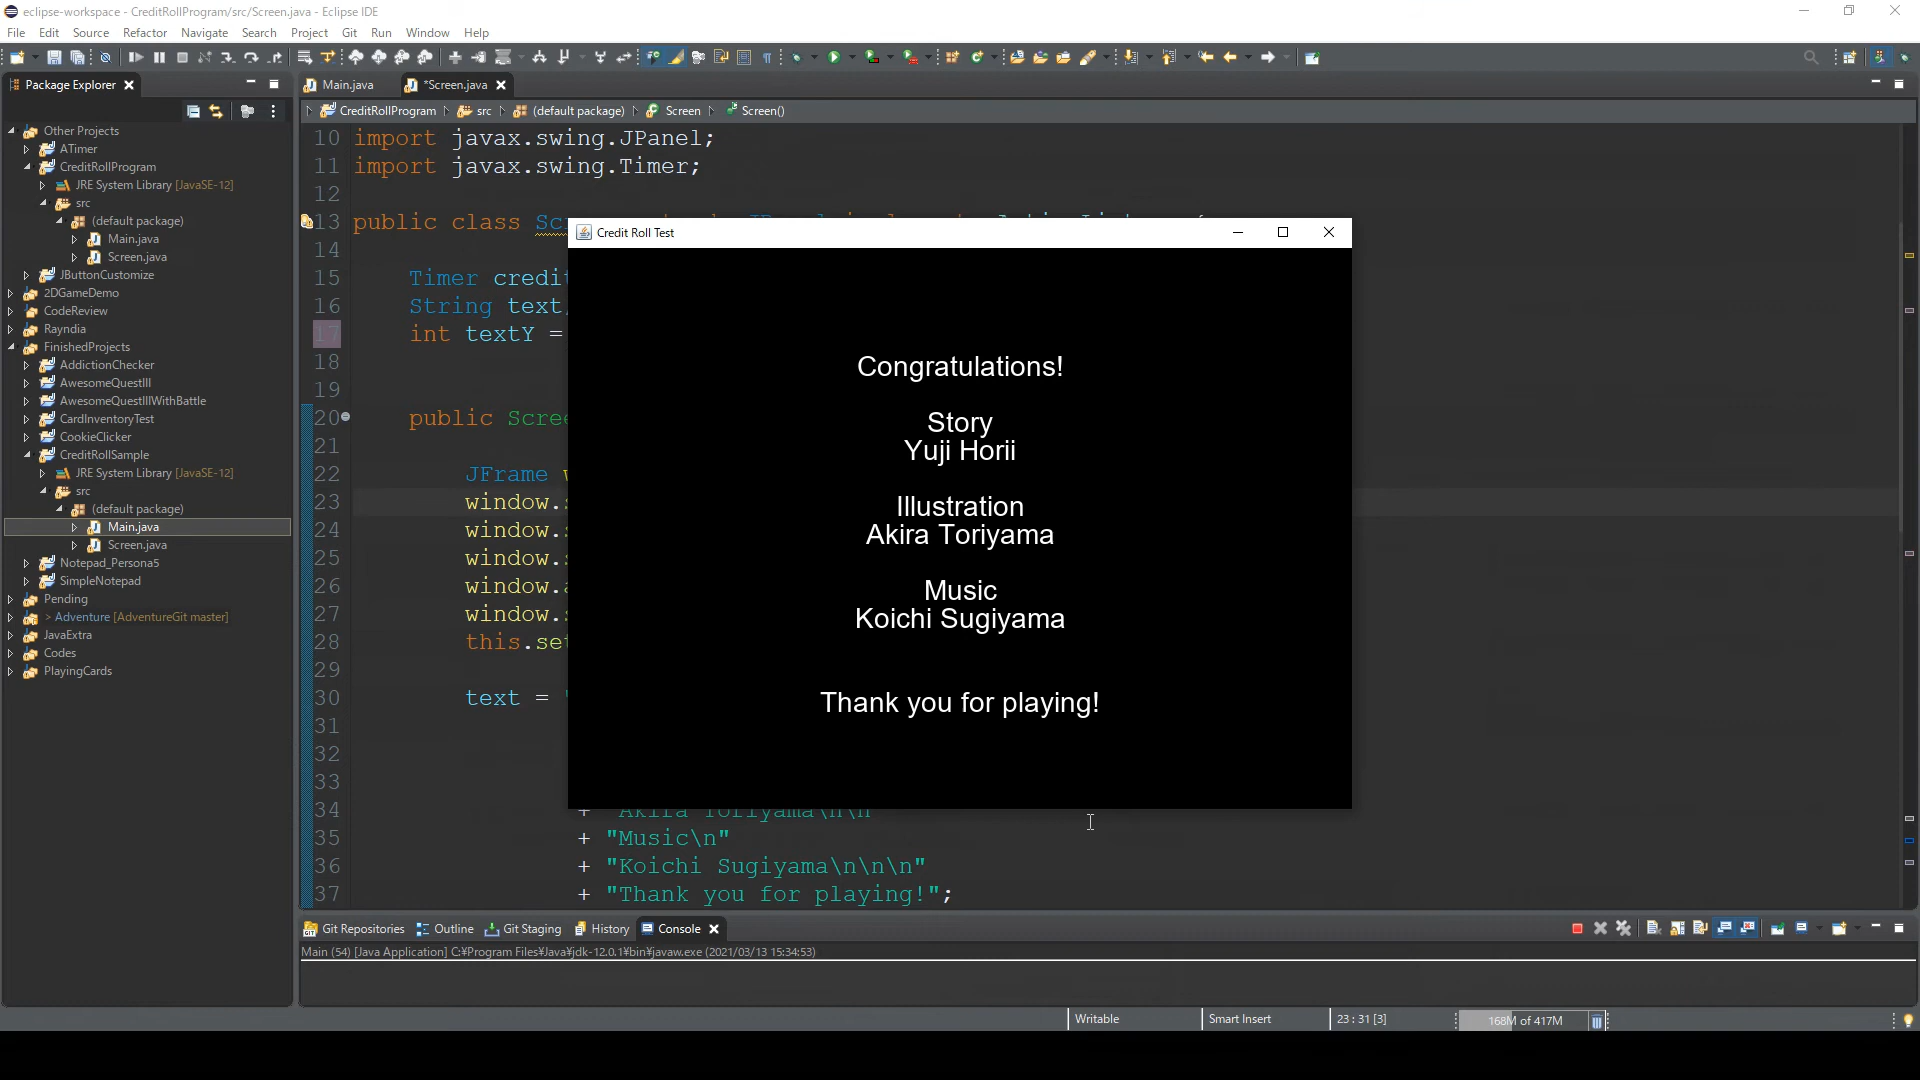 eclipse-workspace - CreditRollProgram/src/Screen.java - Eclipse IDE
File Edit Source Refactor Navigate Search Project Git Run Window Help
Package Explorer
Main.java
*Screen.java
CreditRollProgram src (default package) Screen Screen()
Other Projects
ATimer
CreditRollProgram
JRE System Library [JavaSE-12]
src
(default package)
Main.java
Screen.java
JButtonCustomize
2DGameDemo
CodeReview
Rayndia
FinishedProjects
AddictionChecker
AwesomeQuestIII
AwesomeQuestIIIWithBattle
CardInventoryTest
CookieClicker
CreditRollSample
JRE System Library [JavaSE-12]
src
(default package)
Main.java
Screen.java
Notepad_Persona5
SimpleNotepad
Pending
> Adventure [AdventureGit master]
JavaExtra
Codes
PlayingCards
10 import javax.swing.JPanel;
11 import javax.swing.Timer;
12
13 public class
14
15 Timer credit
16 String text
17 int textY =
18
19
20 public Scree
21
22 JFrame
23 window.
24 window.
25 window.
26 window.
27 window.
28 this.set
29
30 text =
31
32
33
34 + "Akira Toriyama\n\n"
35 + "Music\n"
36 + "Koichi Sugiyama\n\n\n"
37 + "Thank you for playing!";
Credit Roll Test
Congratulations!
Story
Yuji Horii
Illustration
Akira Toriyama
Music
Koichi Sugiyama
Thank you for playing!
Git Repositories Outline Git Staging History Console
Main (54) [Java Application] C:¥Program Files¥Java¥jdk-12.0.1¥bin¥javaw.exe (2021/03/13 15:34:53)
Writable Smart Insert 23 : 31 [3] 168M of 417M